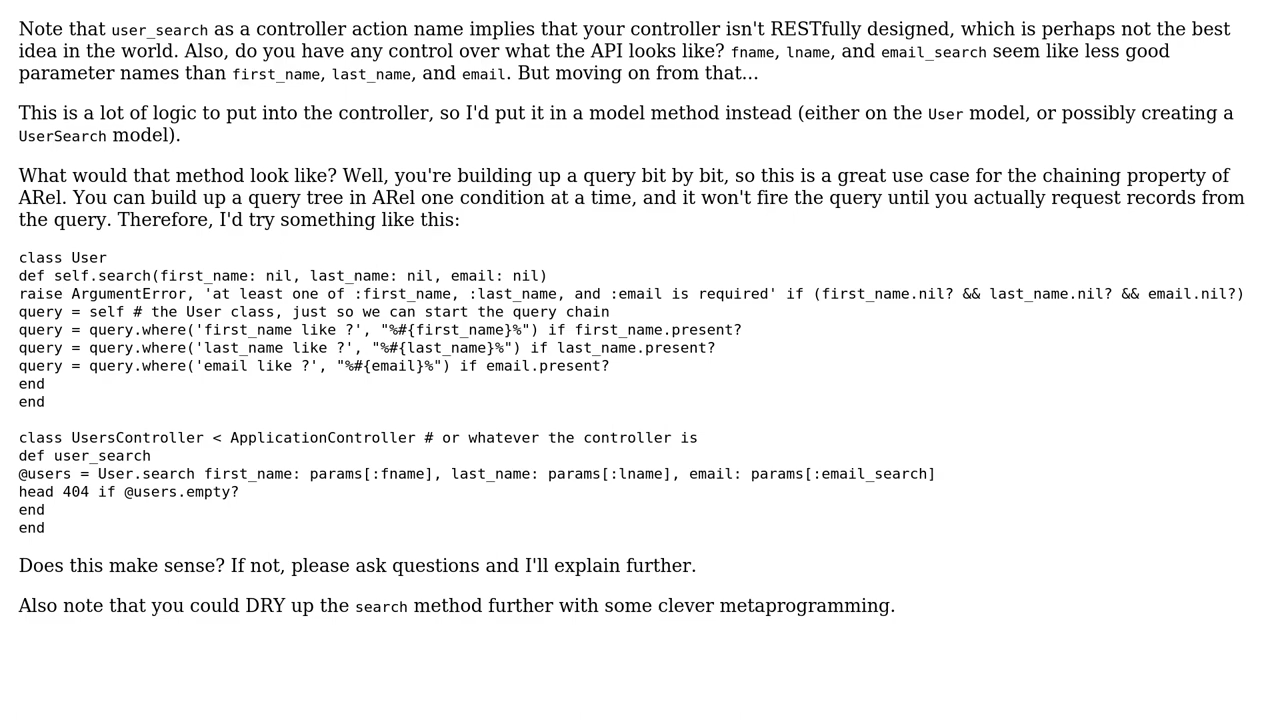 Note that user_search as a controller action name implies that your controller isn't RESTfully designed, which is perhaps not the best
idea in the world. Also, do you have any control over what the API looks like? fname, lname, and email_search seem like less good
parameter names than first_name, last_name, and email. But moving on from that...
This is a lot of logic to put into the controller, so I'd put it in a model method instead (either on the User model, or possibly creating a
UserSearch model).
What would that method look like? Well, you're building up a query bit by bit, so this is a great use case for the chaining property of
ARel. You can build up a query tree in ARel one condition at a time, and it won't fire the query until you actually request records from
the query. Therefore, I'd try something like this:
class User
def self.search(first_name: nil, last_name: nil, email: nil)
raise ArgumentError, 'at least one of :first_name, :last_name, and :email is required' if (first_name.nil? && last_name.nil? && email.nil?)
query = self # the User class, just so we can start the query chain
query = query.where('first_name like ?', "%#{first_name}%") if first_name.present?
query = query.where('last_name like ?', "%#{last_name}%") if last_name.present?
query = query.where('email like ?', "%#{email}%") if email.present?
end
end
class UsersController < ApplicationController # or whatever the controller is
def user_search
@users = User.search first_name: params[:fname], last_name: params[:lname], email: params[:email_search]
head 404 if @users.empty?
end
end
Does this make sense? If not, please ask questions and I'll explain further.
Also note that you could DRY up the search method further with some clever metaprogramming.